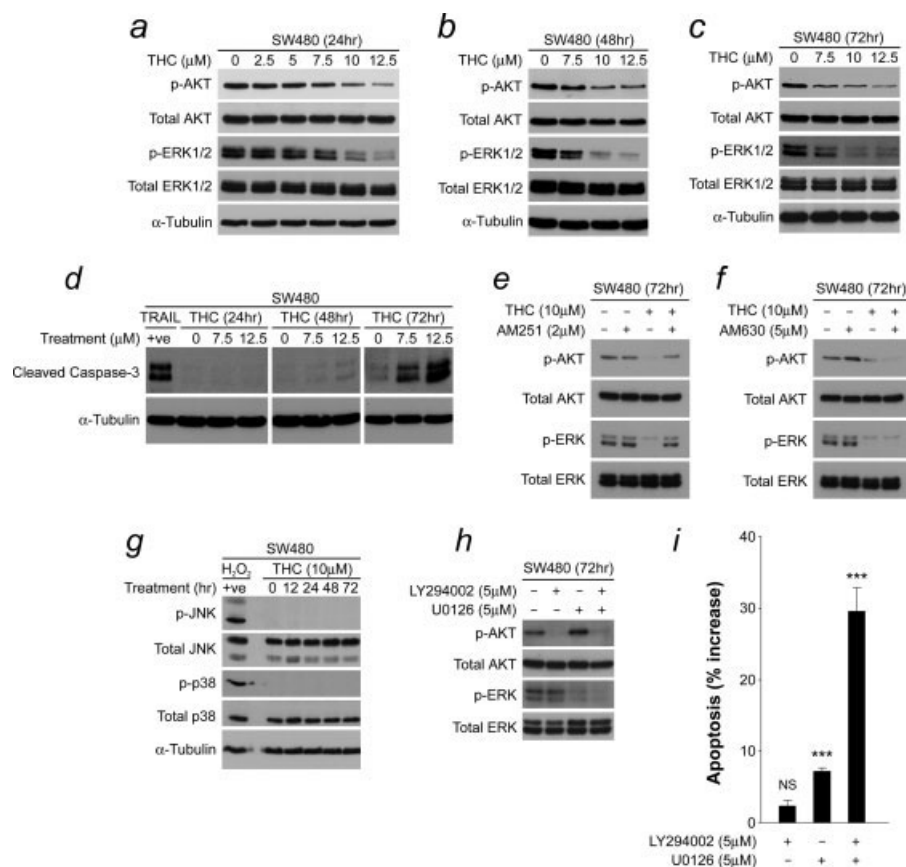 a
SW480 (24hr)
THC (μM) 0 2.5 5 7.5 10 12.5
p-AKT
Total AKT
p-ERK1/2
Total ERK1/2
α-Tubulin
b
SW480 (48hr)
THC (μM) 0 7.5 10 12.5
p-AKT
Total AKT
p-ERK1/2
Total ERK1/2
α-Tubulin
c
SW480 (72hr)
THC (μM) 0 7.5 10 12.5
p-AKT
Total AKT
p-ERK1/2
Total ERK1/2
α-Tubulin
d
SW480
TRAIL THC (24hr) THC (48hr) THC (72hr)
Treatment (μM) +ve 0 7.5 12.5 0 7.5 12.5 0 7.5 12.5
Cleaved Caspase-3
α-Tubulin
e
SW480 (72hr)
THC (10μM) – – + +
AM251 (2μM) – + – +
p-AKT
Total AKT
p-ERK
Total ERK
f
SW480 (72hr)
THC (10μM) – – + +
AM630 (5μM) – + – +
p-AKT
Total AKT
p-ERK
Total ERK
g
SW480
H₂O₂ THC (10μM)
Treatment (hr) +ve 0 12 24 48 72
p-JNK
Total JNK
p-p38
Total p38
α-Tubulin
h
SW480 (72hr)
LY294002 (5μM) – + – +
U0126 (5μM) – – + +
p-AKT
Total AKT
p-ERK
Total ERK
i
Apoptosis (% increase)
40
30
20
10
0
NS *** ***
LY294002 (5μM) + – +
U0126 (5μM) – + +